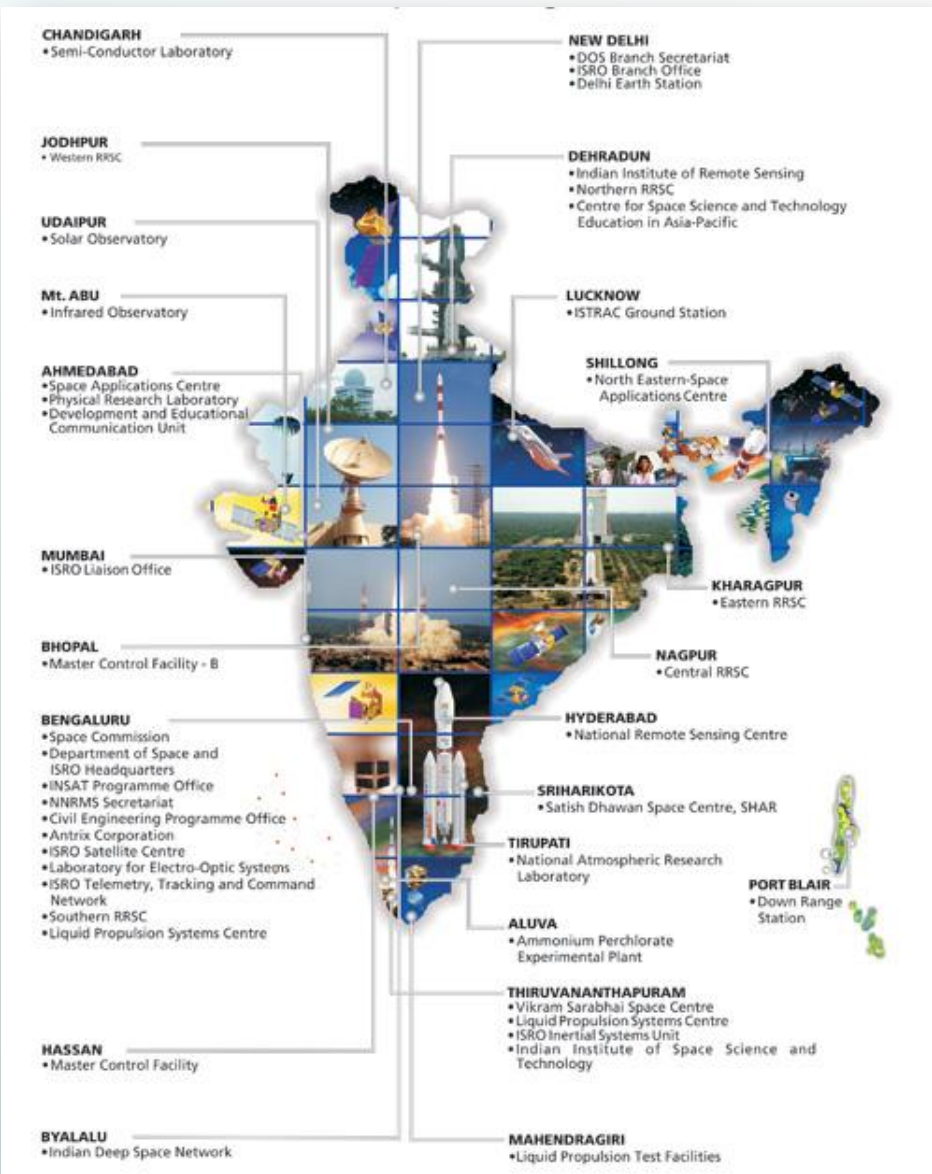 CHANDIGARH
•Semi-Conductor Laboratory
JODHPUR
• Western RRSC
UDAIPUR
•Solar Observatory
Mt. ABU
•Infrared Observatory
AHMEDABAD
•Space Applications Centre
•Physical Research Laboratory
•Development and Educational
Communication Unit
MUMBAI
•ISRO Liaison Office
BHOPAL
•Master Control Facility - B
BENGALURU
•Space Commission
•Department of Space and
ISRO Headquarters
•INSAT Programme Office
•NNRMS Secretariat
•Civil Engineering Programme Office
•Antrix Corporation
•ISRO Satellite Centre
•Laboratory for Electro-Optic Systems
•ISRO Telemetry, Tracking and Command
Network
•Southern RRSC
•Liquid Propulsion Systems Centre
HASSAN
•Master Control Facility
BYALALU
•Indian Deep Space Network
NEW DELHI
•DOS Branch Secretariat
•ISRO Branch Office
•Delhi Earth Station
DEHRADUN
•Indian Institute of Remote Sensing
•Northern RRSC
•Centre for Space Science and Technology
Education in Asia-Pacific
LUCKNOW
•ISTRAC Ground Station
SHILLONG
•North Eastern-Space
Applications Centre
KHARAGPUR
•Eastern RRSC
NAGPUR
•Central RRSC
HYDERABAD
•National Remote Sensing Centre
SRIHARIKOTA
•Satish Dhawan Space Centre, SHAR
TIRUPATI
•National Atmospheric Research
Laboratory
PORT BLAIR
•Down Range
Station
ALUVA
•Ammonium Perchlorate
Experimental Plant
THIRUVANANTHAPURAM
•Vikram Sarabhai Space Centre
•Liquid Propulsion Systems Centre
•ISRO Inertial Systems Unit
•Indian Institute of Space Science and
Technology
MAHENDRAGIRI
•Liquid Propulsion Test Facilities